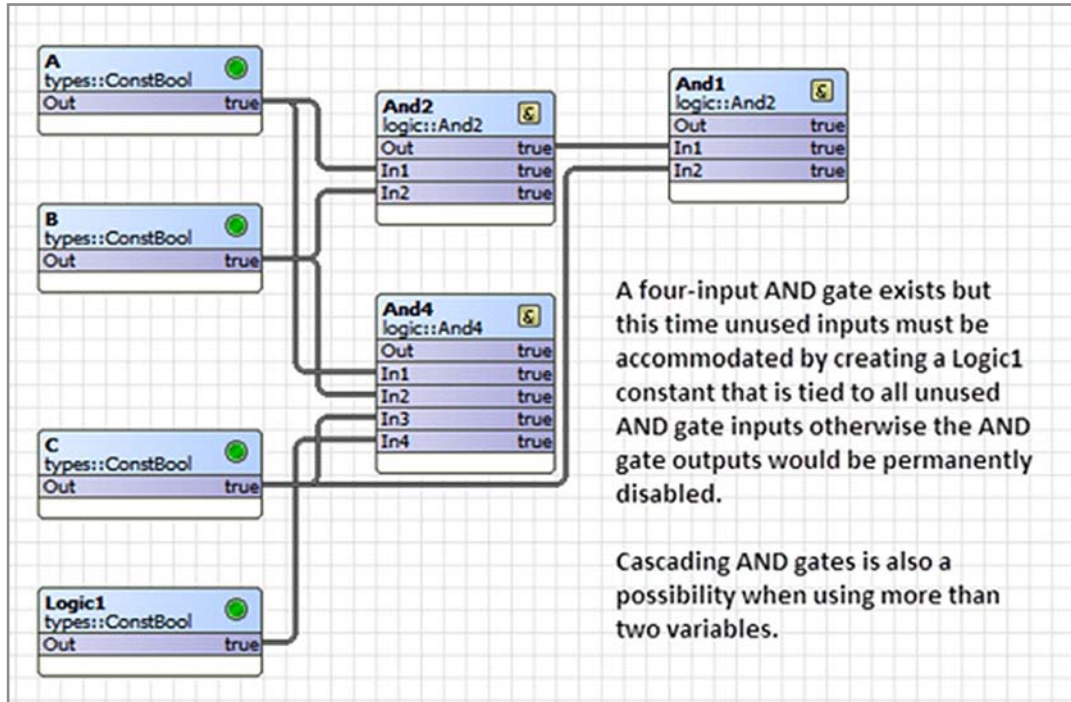 A
types::ConstBool
Out true
B
types::ConstBool
Out true
C
types::ConstBool
Out true
Logic1
types::ConstBool
Out true
And2
&
logic::And2
Out true
In1 true
In2 true
And4
&
logic::And4
Out true
In1 true
In2 true
In3 true
In4 true
And1
&
logic::And2
Out true
In1 true
In2 true
A four-input AND gate exists but
this time unused inputs must be
accommodated by creating a Logic1
constant that is tied to all unused
AND gate inputs otherwise the AND
gate outputs would be permanently
disabled.
Cascading AND gates is also a
possibility when using more than
two variables.